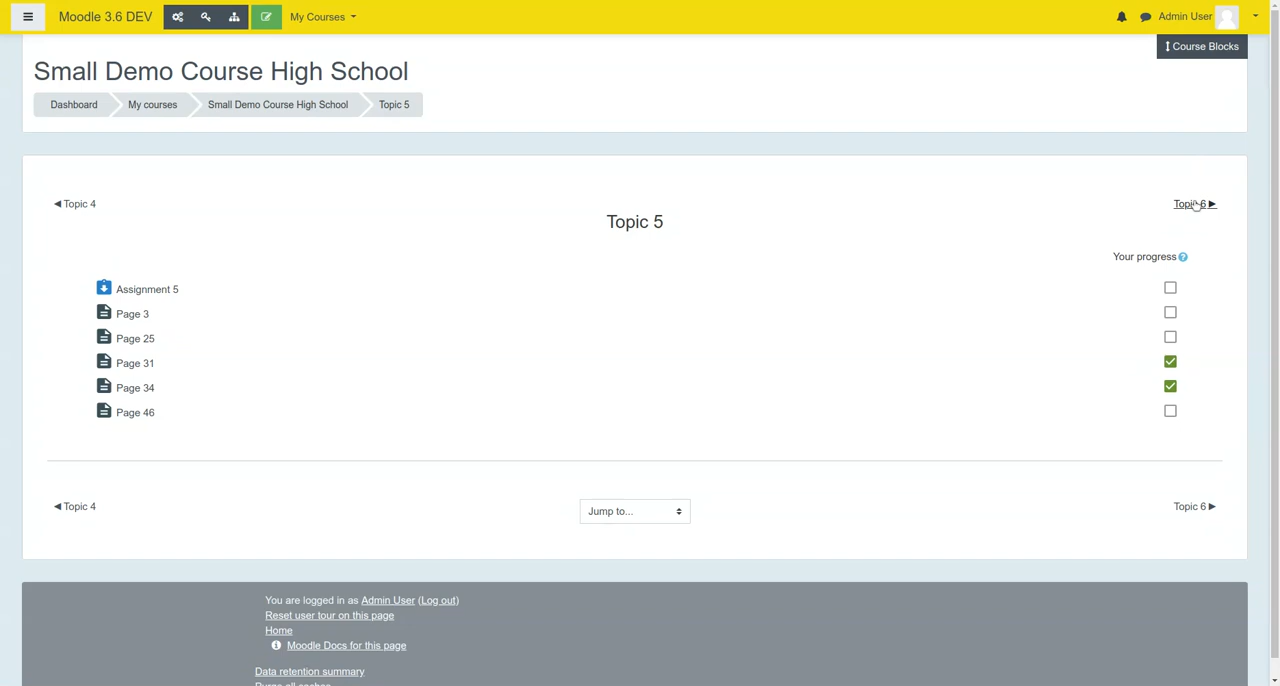 Moodle 3.6 DEV My Courses Admin User
Course Blocks
Small Demo Course High School
Dashboard My courses Small Demo Course High School Topic 5
◀ Topic 4 Topic 6 ▶
Topic 5
Your progress
Assignment 5
Page 3
Page 25
Page 31
Page 34
Page 46
◀ Topic 4 Jump to... Topic 6 ▶
You are logged in as Admin User (Log out)
Reset user tour on this page
Home
Moodle Docs for this page
Data retention summary
Purge all caches